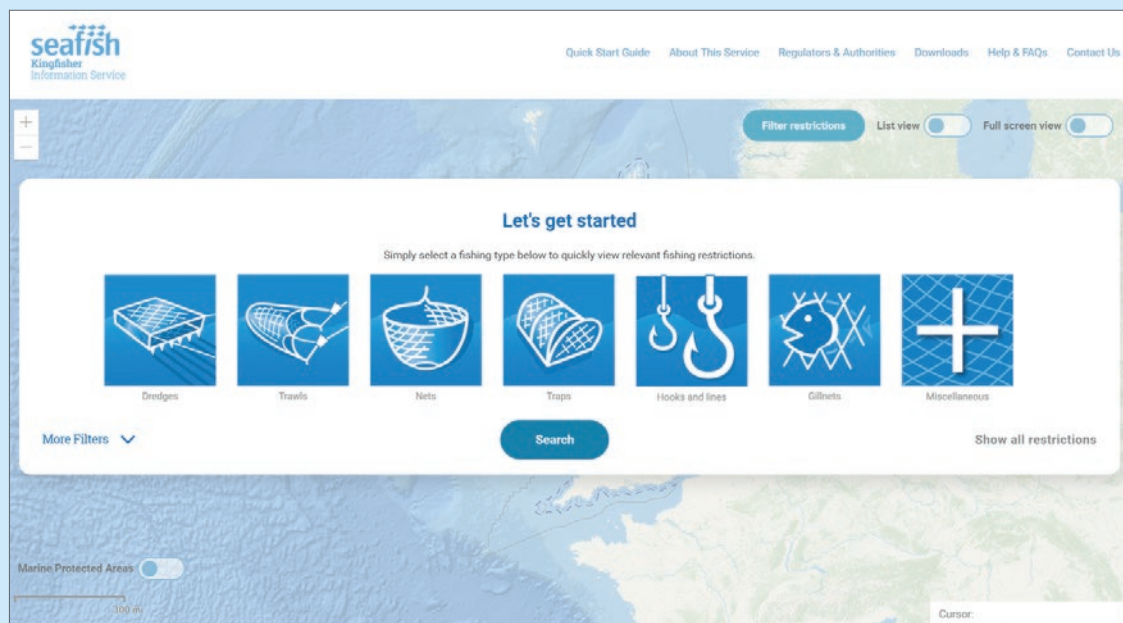 seafish
Kingfisher
Information Service
Quick Start Guide About This Service Regulators & Authorities Downloads Help & FAQs Contact Us
+
Filter restrictions List view Full screen view
−
Let's get started
Simply select a fishing type below to quickly view relevant fishing restrictions.
Dredges Trawls Nets Traps Hooks and lines Gillnets Miscellaneous
More Filters Search Show all restrictions
Marine Protected Areas
100 mi
Cursor: